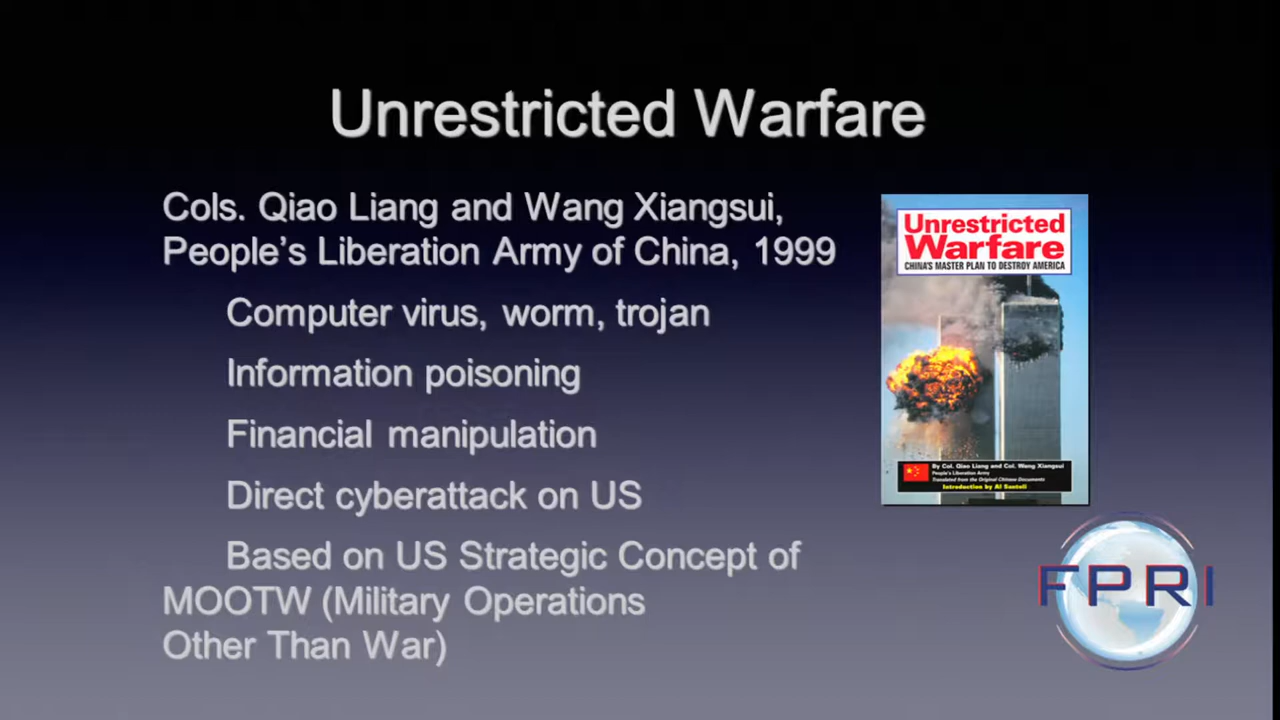 Unrestricted Warfare
Cols. Qiao Liang and Wang Xiangsui,
People’s Liberation Army of China, 1999
Computer virus, worm, trojan
Information poisoning
Financial manipulation
Direct cyberattack on US
Based on US Strategic Concept of
MOOTW (Military Operations
Other Than War)
Unrestricted
Warfare
CHINA'S MASTER PLAN TO DESTROY AMERICA
By Col. Qiao Liang and Col. Wang Xiangsui
People's Liberation Army
Translated from the Original Chinese Documents
Introduction by Al Santoli
FPRI